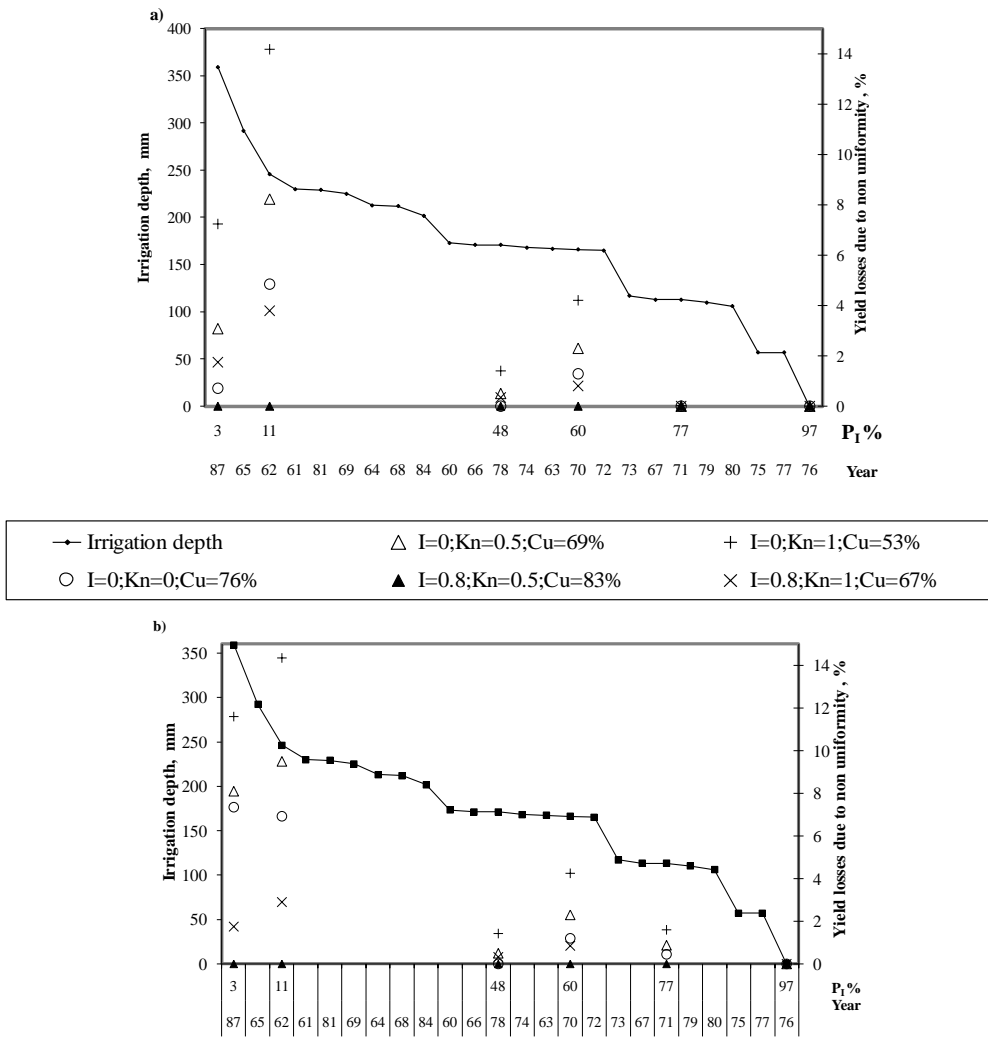 a)
400
350
300
250
200
150
100
50
0
Irrigation depth, mm
14
12
10
8
6
4
2
0
Yield losses due to non uniformity , %
3 11 48 60 77 97 P_I%
87 65 62 61 81 69 64 68 84 60 66 78 74 63 70 72 73 67 71 79 80 75 77 76 Year
Irrigation depth I=0;Kn=0.5;Cu=69% I=0;Kn=1;Cu=53%
I=0;Kn=0;Cu=76% I=0.8;Kn=0.5;Cu=83% I=0.8;Kn=1;Cu=67%
b)
350
300
250
200
150
100
50
0
Irrigation depth, mm
14
12
10
8
6
4
2
0
Yield losses due to non uniformity , %
3 11 48 60 77 97 P_I%
Year
87 65 62 61 81 69 64 68 84 60 66 78 74 63 70 72 73 67 71 79 80 75 77 76